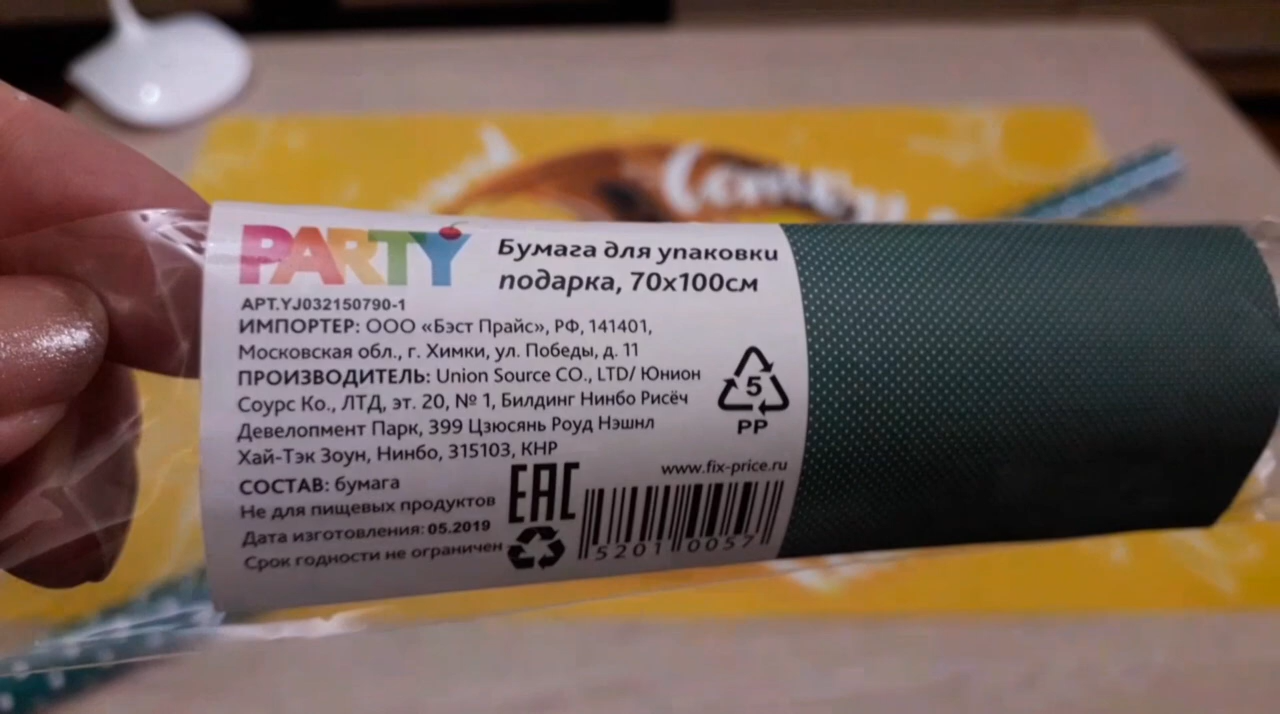 PARTY
Бумага для упаковки
подарка, 70х100см
АРТ.YJ032150790-1
ИМПОРТЕР: ООО «Бэст Прайс», РФ, 141401,
Московская обл., г. Химки, ул. Победы, д. 11
ПРОИЗВОДИТЕЛЬ: Union Source CO., LTD/ Юнион
Соурс Ко., ЛТД, эт. 20, № 1, Билдинг Нинбо Рисёч
Девелопмент Парк, 399 Цзюсянь Роуд Нэшнл
Хай-Тэк Зоун, Нинбо, 315103, КНР
5
PP
СОСТАВ: бумага
Не для пищевых продуктов
Дата изготовления: 05.2019
Срок годности не ограничен
EAC
www.fix-price.ru
5201 0057